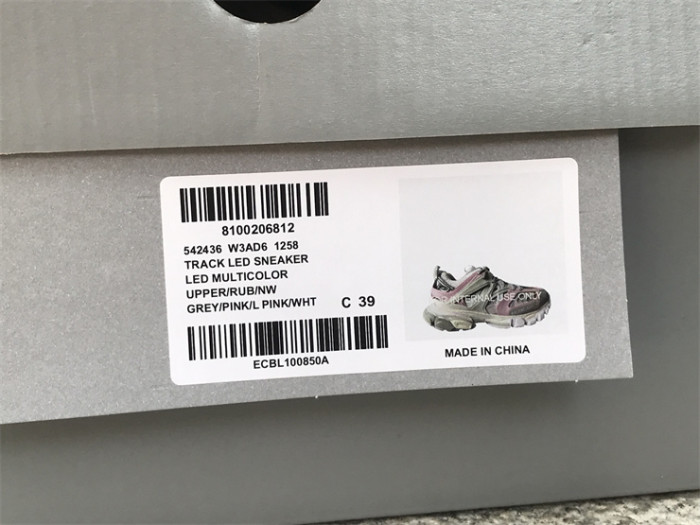 8100206812
542436 W3AD6 1258
TRACK LED SNEAKER
LED MULTICOLOR
UPPER/RUB/NW
GREY/PINK/L PINK/WHT C 39
ECBL100850A
INTERNAL USE ONLY
MADE IN CHINA